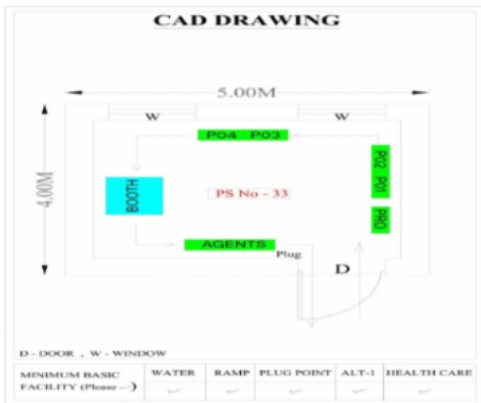 CAD DRAWING
5.00M
W
W
PO4 PO3
4.00M
BOOTH
PS No - 33
PO2 PO1
PRO
AGENTS
Plug
D
D - DOOR , W - WINDOW
MINIMUM BASIC FACILITY (Please ✓) WATER RAMP PLUG POINT ALT-1 HEALTH CARE
✓ ✓ ✓ ✓ ✓